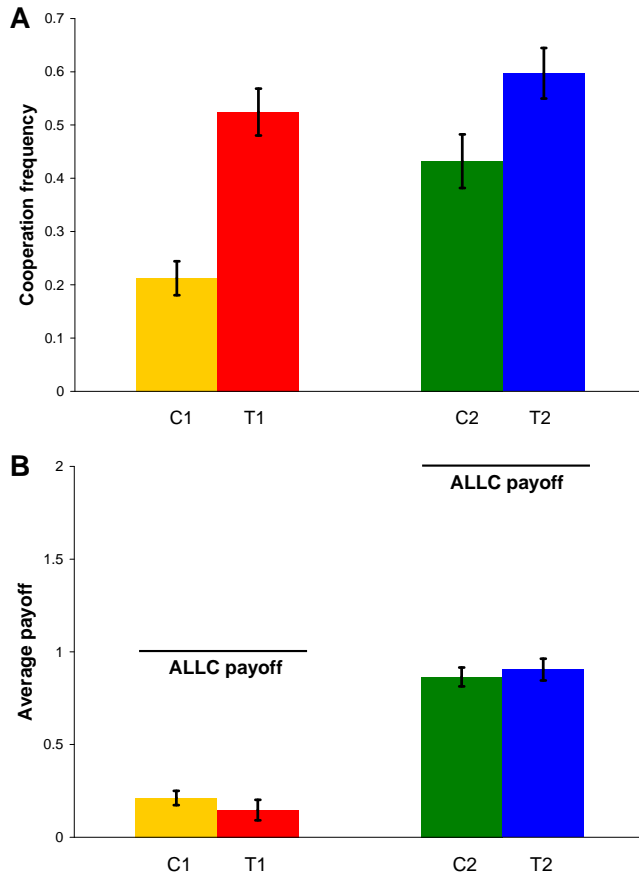 A
Cooperation frequency
0.7
0.6
0.5
0.4
0.3
0.2
0.1
0
C1 T1 C2 T2
B
Average payoff
2
1.5
1
0.5
0
ALLC payoff
ALLC payoff
C1 T1 C2 T2